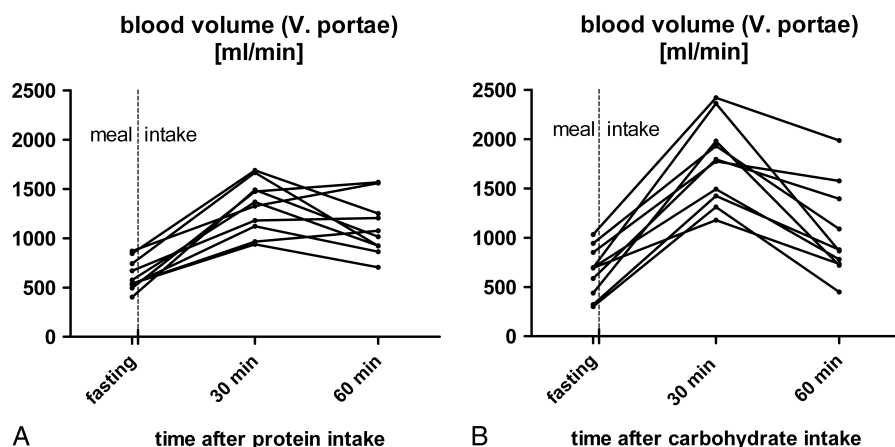 blood volume (V. portae)
[ml/min]
2500
2000
1500
1000
500
0
meal intake
fasting
30 min
60 min
A
time after protein intake
blood volume (V. portae)
[ml/min]
2500
2000
1500
1000
500
0
meal intake
fasting
30 min
60 min
B
time after carbohydrate intake